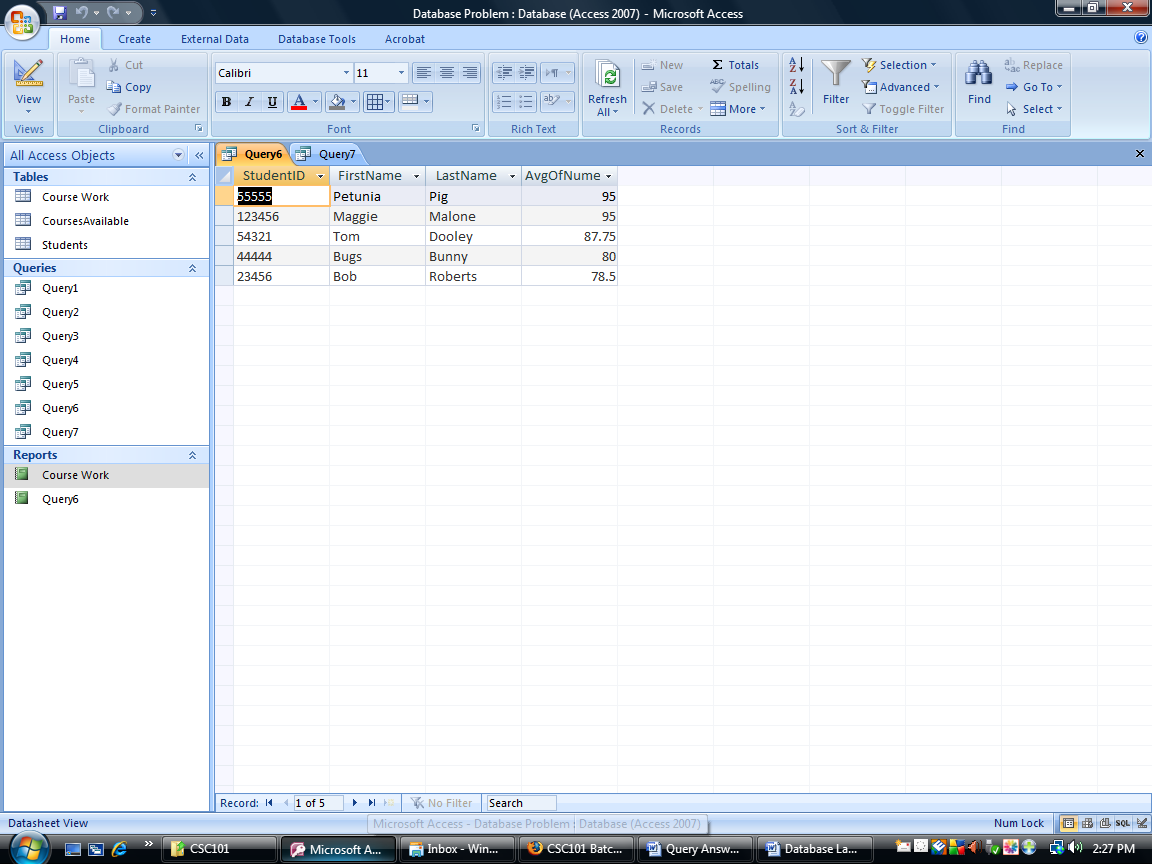 Database Problem : Database (Access 2007) - Microsoft Access
Home Create External Data Database Tools Acrobat
View
Views
Paste
Cut
Copy
Format Painter
Clipboard
Calibri 11
B I U A
Font
Rich Text
Refresh All
New
Save
Delete
Totals
Spelling
More
Records
Filter
Selection
Advanced
Toggle Filter
Sort & Filter
Find
Replace
Go To
Select
Find
All Access Objects
Tables
Course Work
CoursesAvailable
Students
Queries
Query1
Query2
Query3
Query4
Query5
Query6
Query7
Reports
Course Work
Query6
Query6 Query7
StudentID FirstName LastName AvgOfNume
55555 Petunia Pig 95
123456 Maggie Malone 95
54321 Tom Dooley 87.75
44444 Bugs Bunny 80
23456 Bob Roberts 78.5
Record: 1 of 5 No Filter Search
Datasheet View Num Lock SQL
Microsoft Access - Database Problem : Database (Access 2007)
CSC101 Microsoft A... Inbox - Win... CSC101 Batc... Query Answ... Database La... 2:27 PM